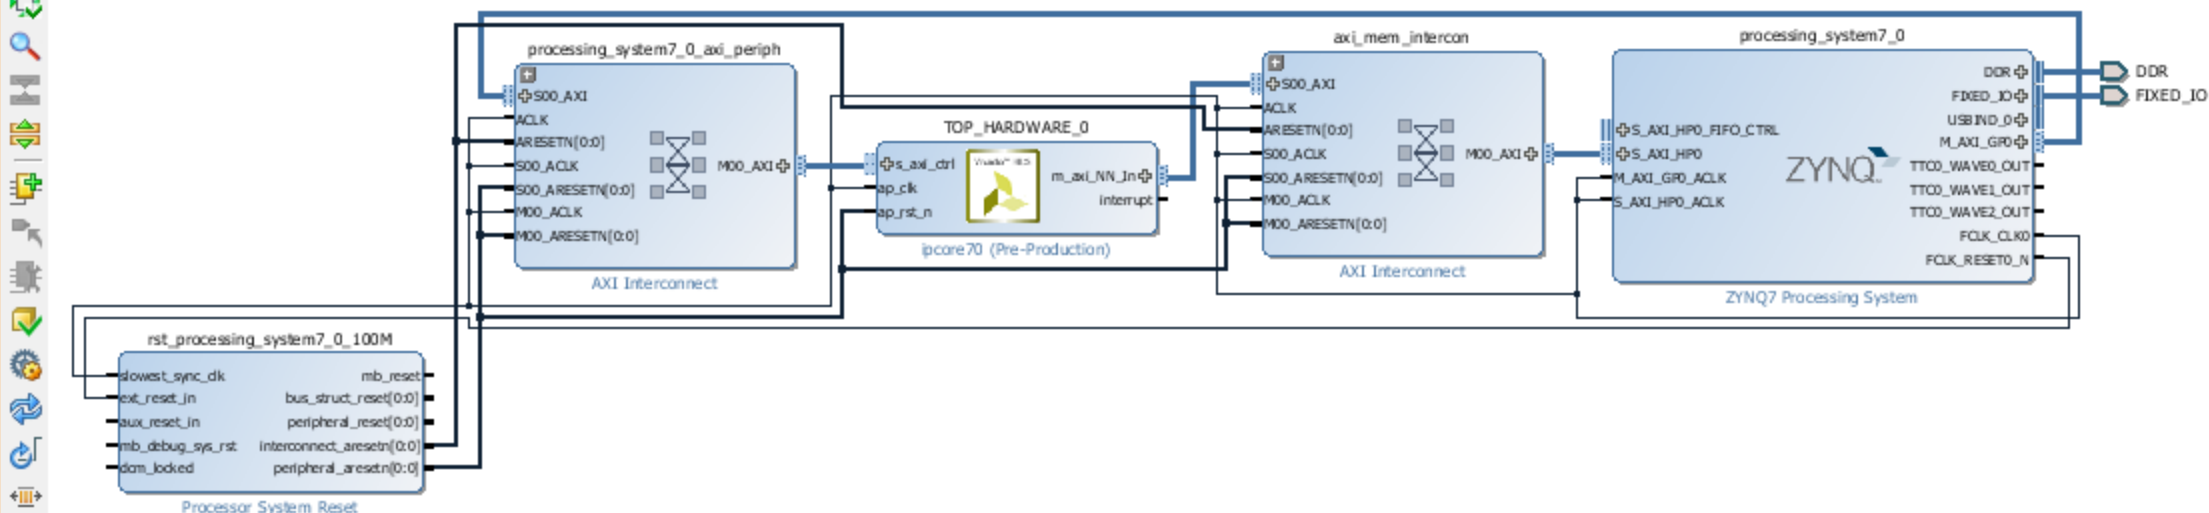 processing_system7_0_axi_periph
S00_AXI
ACLK
ARESETN[0:0]
S00_ACLK
S00_ARESETN[0:0]
M00_ACLK
M00_ARESETN[0:0]
M00_AXI
AXI Interconnect
TOP_HARDWARE_0
s_axi_ctrl
ap_clk
ap_rst_n
m_axi_NN_In
interrupt
ipcore70 (Pre-Production)
axi_mem_intercon
S00_AXI
ACLK
ARESETN[0:0]
S00_ACLK
S00_ARESETN[0:0]
M00_ACLK
M00_ARESETN[0:0]
M00_AXI
AXI Interconnect
processing_system7_0
S_AXI_HP0_FIFO_CTRL
S_AXI_HP0
M_AXI_GP0_ACLK
S_AXI_HP0_ACLK
ZYNQ
DDR
FIXED_IO
USBIND_0
M_AXI_GP0
TTC0_WAVE0_OUT
TTC0_WAVE1_OUT
TTC0_WAVE2_OUT
FCLK_CLK0
FCLK_RESET0_N
ZYNQ7 Processing System
DDR
FIXED_IO
rst_processing_system7_0_100M
slowest_sync_clk
ext_reset_in
aux_reset_in
mb_debug_sys_rst
dcm_locked
mb_reset
bus_struct_reset[0:0]
peripheral_reset[0:0]
interconnect_aresetn[0:0]
peripheral_aresetn[0:0]
Processor System Reset